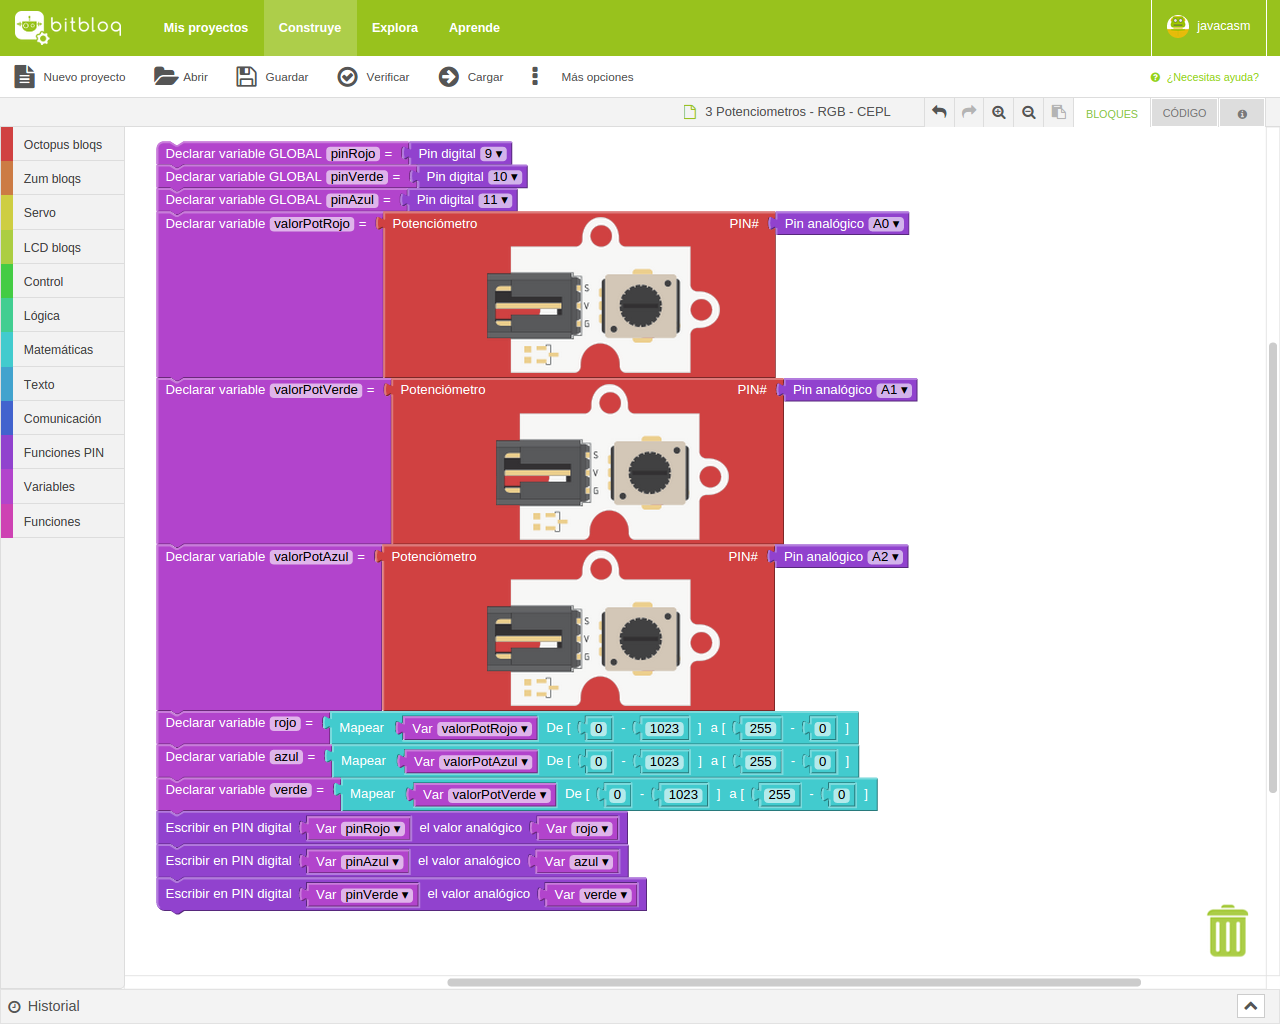 bitbloq Mis proyectos Construye Explora Aprende javacasm
Nuevo proyecto Abrir Guardar Verificar Cargar Más opciones ¿Necesitas ayuda?
3 Potenciometros - RGB - CEPL BLOQUES CÓDIGO
Octopus bloqs
Zum bloqs
Servo
LCD bloqs
Control
Lógica
Matemáticas
Texto
Comunicación
Funciones PIN
Variables
Funciones
Declarar variable GLOBAL pinRojo = Pin digital 9 ▾
Declarar variable GLOBAL pinVerde = Pin digital 10 ▾
Declarar variable GLOBAL pinAzul = Pin digital 11 ▾
Declarar variable valorPotRojo = Potenciómetro PIN# Pin analógico A0 ▾
S
V
G
Declarar variable valorPotVerde = Potenciómetro PIN# Pin analógico A1 ▾
S
V
G
Declarar variable valorPotAzul = Potenciómetro PIN# Pin analógico A2 ▾
S
V
G
Declarar variable rojo = Mapear Var valorPotRojo ▾ De [ 0 - 1023 ] a [ 255 - 0 ]
Declarar variable azul = Mapear Var valorPotAzul ▾ De [ 0 - 1023 ] a [ 255 - 0 ]
Declarar variable verde = Mapear Var valorPotVerde ▾ De [ 0 - 1023 ] a [ 255 - 0 ]
Escribir en PIN digital Var pinRojo ▾ el valor analógico Var rojo ▾
Escribir en PIN digital Var pinAzul ▾ el valor analógico Var azul ▾
Escribir en PIN digital Var pinVerde ▾ el valor analógico Var verde ▾
Historial